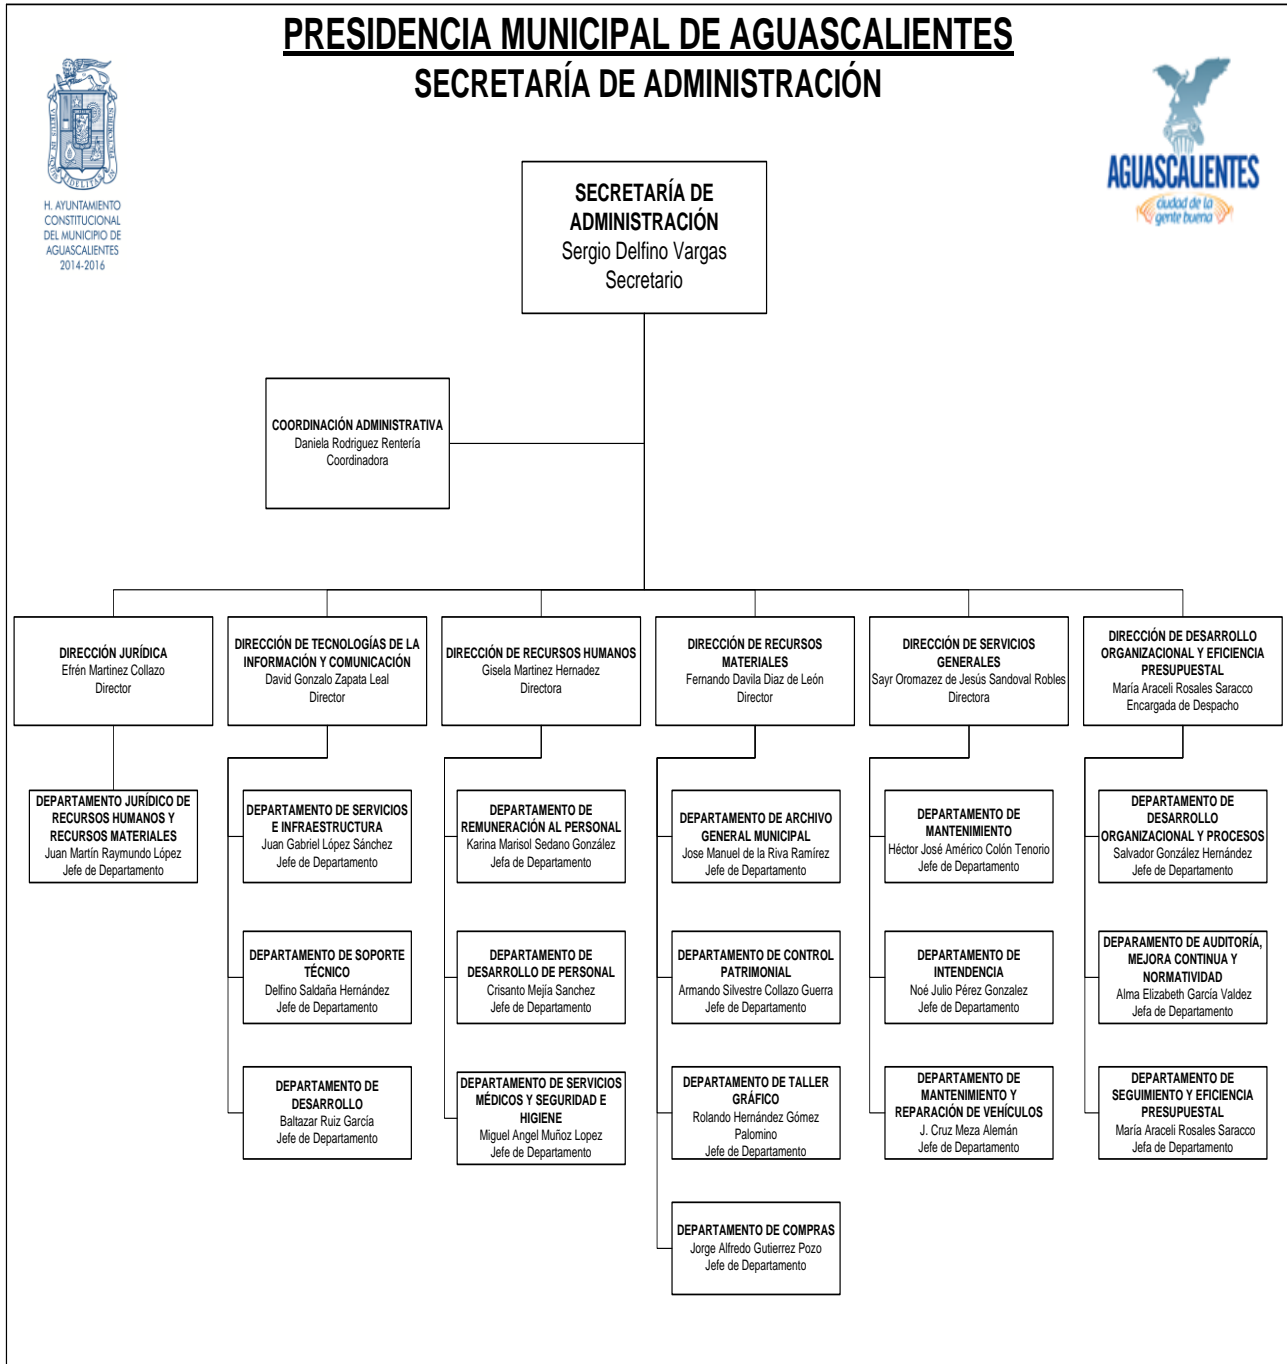 PRESIDENCIA MUNICIPAL DE AGUASCALIENTES
SECRETARÍA DE ADMINISTRACIÓN
VIRTUS IN AQUIS
FIDELITAS
IN PECTORIBUS
H. AYUNTAMIENTO
CONSTITUCIONAL
DEL MUNICIPIO DE
AGUASCALIENTES
2014-2016
AGUASCALIENTES
ciudad de la
gente buena
SECRETARÍA DE
ADMINISTRACIÓN
Sergio Delfino Vargas
Secretario
COORDINACIÓN ADMINISTRATIVA
Daniela Rodriguez Rentería
Coordinadora
DIRECCIÓN JURÍDICA
Efrén Martinez Collazo
Director
DIRECCIÓN DE TECNOLOGÍAS DE LA
INFORMACIÓN Y COMUNICACIÓN
David Gonzalo Zapata Leal
Director
DIRECCIÓN DE RECURSOS HUMANOS
Gisela Martinez Hernadez
Directora
DIRECCIÓN DE RECURSOS
MATERIALES
Fernando Davila Diaz de León
Director
DIRECCIÓN DE SERVICIOS
GENERALES
Sayr Oromazez de Jesús Sandoval Robles
Directora
DIRECCIÓN DE DESARROLLO
ORGANIZACIONAL Y EFICIENCIA
PRESUPUESTAL
María Araceli Rosales Saracco
Encargada de Despacho
DEPARTAMENTO JURÍDICO DE
RECURSOS HUMANOS Y
RECURSOS MATERIALES
Juan Martín Raymundo López
Jefe de Departamento
DEPARTAMENTO DE SERVICIOS
E INFRAESTRUCTURA
Juan Gabriel López Sánchez
Jefe de Departamento
DEPARTAMENTO DE
REMUNERACIÓN AL PERSONAL
Karina Marisol Sedano González
Jefa de Departamento
DEPARTAMENTO DE ARCHIVO
GENERAL MUNICIPAL
Jose Manuel de la Riva Ramírez
Jefe de Departamento
DEPARTAMENTO DE
MANTENIMIENTO
Héctor José Américo Colón Tenorio
Jefe de Departamento
DEPARTAMENTO DE
DESARROLLO
ORGANIZACIONAL Y PROCESOS
Salvador González Hernández
Jefe de Departamento
DEPARTAMENTO DE SOPORTE
TÉCNICO
Delfino Saldaña Hernández
Jefe de Departamento
DEPARTAMENTO DE
DESARROLLO DE PERSONAL
Crisanto Mejía Sanchez
Jefe de Departamento
DEPARTAMENTO DE CONTROL
PATRIMONIAL
Armando Silvestre Collazo Guerra
Jefe de Departamento
DEPARTAMENTO DE
INTENDENCIA
Noé Julio Pérez Gonzalez
Jefe de Departamento
DEPARAMENTO DE AUDITORÍA,
MEJORA CONTINUA Y
NORMATIVIDAD
Alma Elizabeth García Valdez
Jefa de Departamento
DEPARTAMENTO DE
DESARROLLO
Baltazar Ruiz García
Jefe de Departamento
DEPARTAMENTO DE SERVICIOS
MÉDICOS Y SEGURIDAD E
HIGIENE
Miguel Angel Muñoz Lopez
Jefe de Departamento
DEPARTAMENTO DE TALLER
GRÁFICO
Rolando Hernández Gómez
Palomino
Jefe de Departamento
DEPARTAMENTO DE
MANTENIMIENTO Y
REPARACIÓN DE VEHÍCULOS
J. Cruz Meza Alemán
Jefe de Departamento
DEPARTAMENTO DE
SEGUIMIENTO Y EFICIENCIA
PRESUPUESTAL
María Araceli Rosales Saracco
Jefa de Departamento
DEPARTAMENTO DE COMPRAS
Jorge Alfredo Gutierrez Pozo
Jefe de Departamento